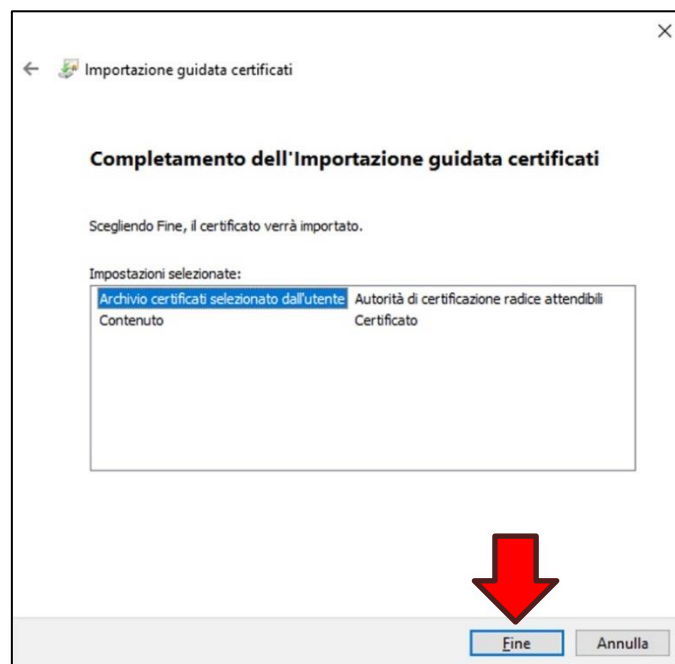 Importazione guidata certificati
Completamento dell'Importazione guidata certificati
Scegliendo Fine, il certificato verrà importato.
Impostazioni selezionate:
Archivio certificati selezionato dall'utente Autorità di certificazione radice attendibili
Contenuto Certificato
Fine Annulla